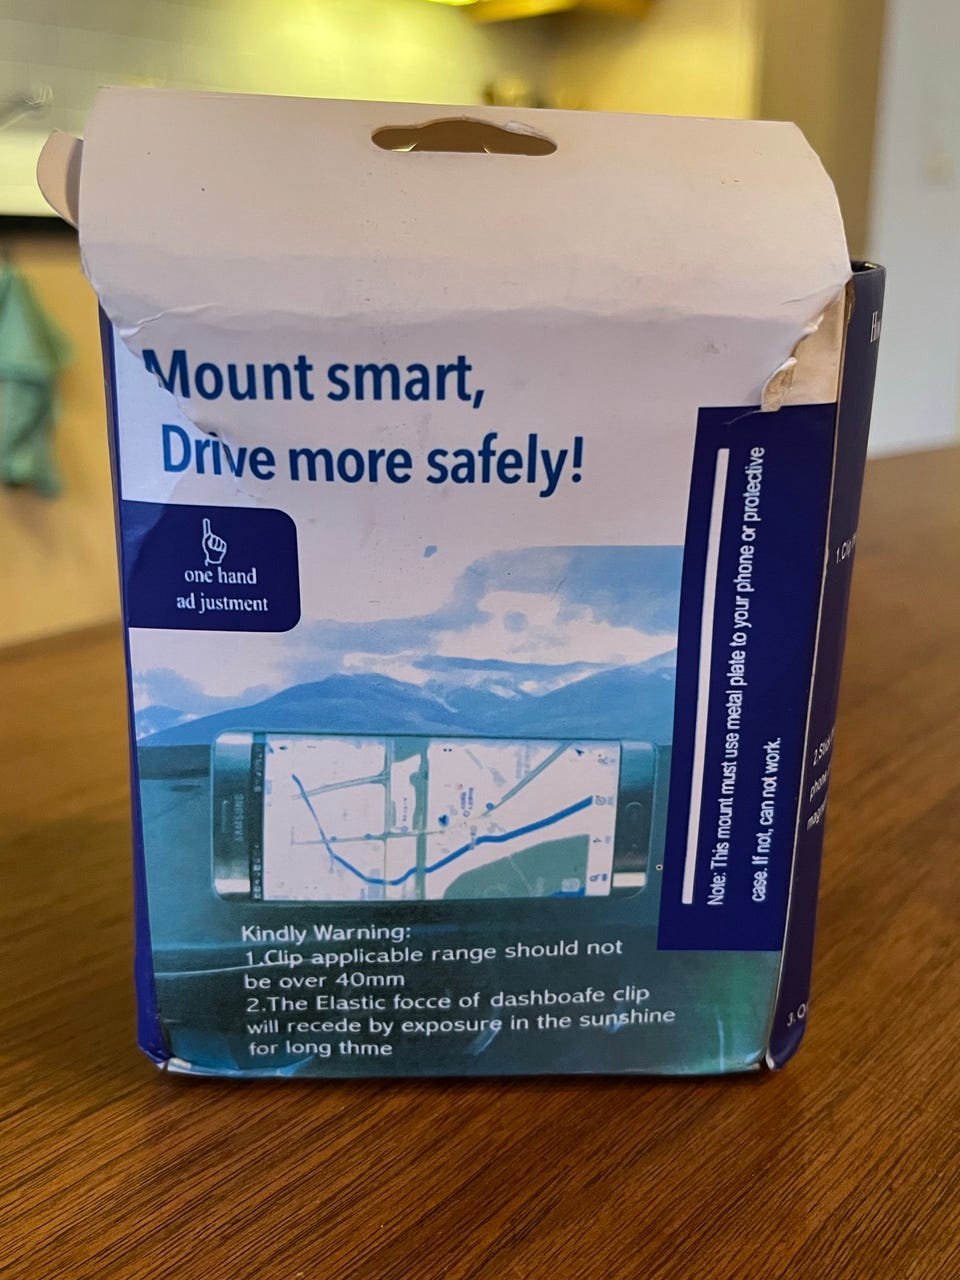 Mount smart,
Drive more safely!
one hand
ad justment
SAMSUNG
Kindly Warning:
1.Clip applicable range should not
be over 40mm
2.The Elastic focce of dashboafe clip
will recede by exposure in the sunshine
for long thme
Note: This mount must use metal plate to your phone or protective
case. If not, can not work.